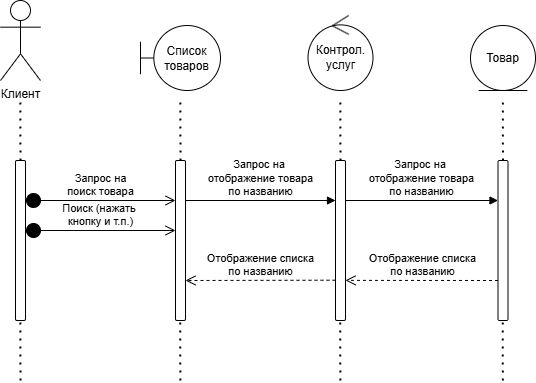 Список
товаров
Контрол.
услуг
Товар
Клиент
Запрос на
поиск товара
Запрос на
отображение товара
по названию
Запрос на
отображение товара
по названию
Поиск (нажать
кнопку и т.п.)
Отображение списка
по названию
Отображение списка
по названию